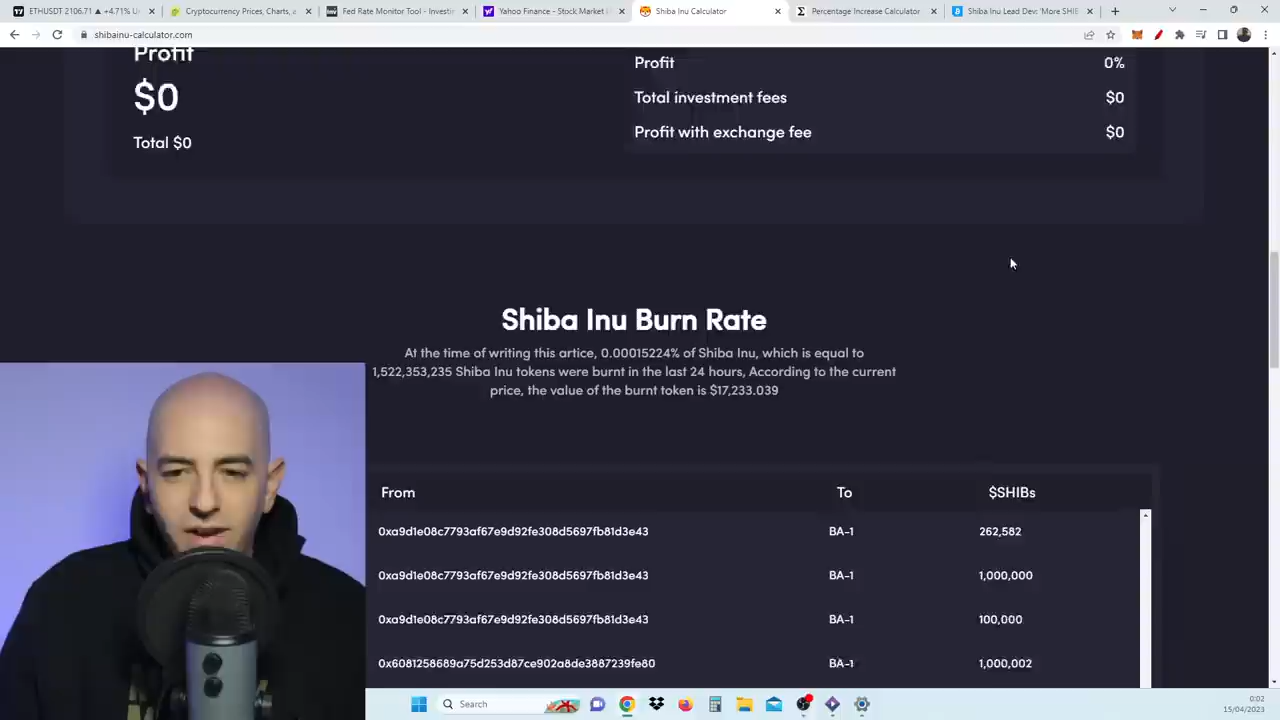 ETHUSDT 2106.71 ▲ +4.71% U
Cryptocurrency Prices, Charts, a
Fed Rate Monitor Tool - Investin
Yahoo Finance - Stock Market
Shiba Inu Calculator
Percentage Increase Calculator
Shiba Inu Lead Devs 'More SHIB
shibainu-calculator.com
Profit
$0
Total $0
Profit 0%
Total investment fees $0
Profit with exchange fee $0
Shiba Inu Burn Rate
At the time of writing this artice, 0.00015224% of Shiba Inu, which is equal to
1,522,353,235 Shiba Inu tokens were burnt in the last 24 hours, According to the current
price, the value of the burnt token is $17,233.039
From To $SHIBs
0xa9d1e08c7793af67e9d92fe308d5697fb81d3e43 BA-1 262,582
0xa9d1e08c7793af67e9d92fe308d5697fb81d3e43 BA-1 1,000,000
0xa9d1e08c7793af67e9d92fe308d5697fb81d3e43 BA-1 100,000
0x6081258689a75d253d87ce902a8de3887239fe80 BA-1 1,000,002
Search
0:02
15/04/2023